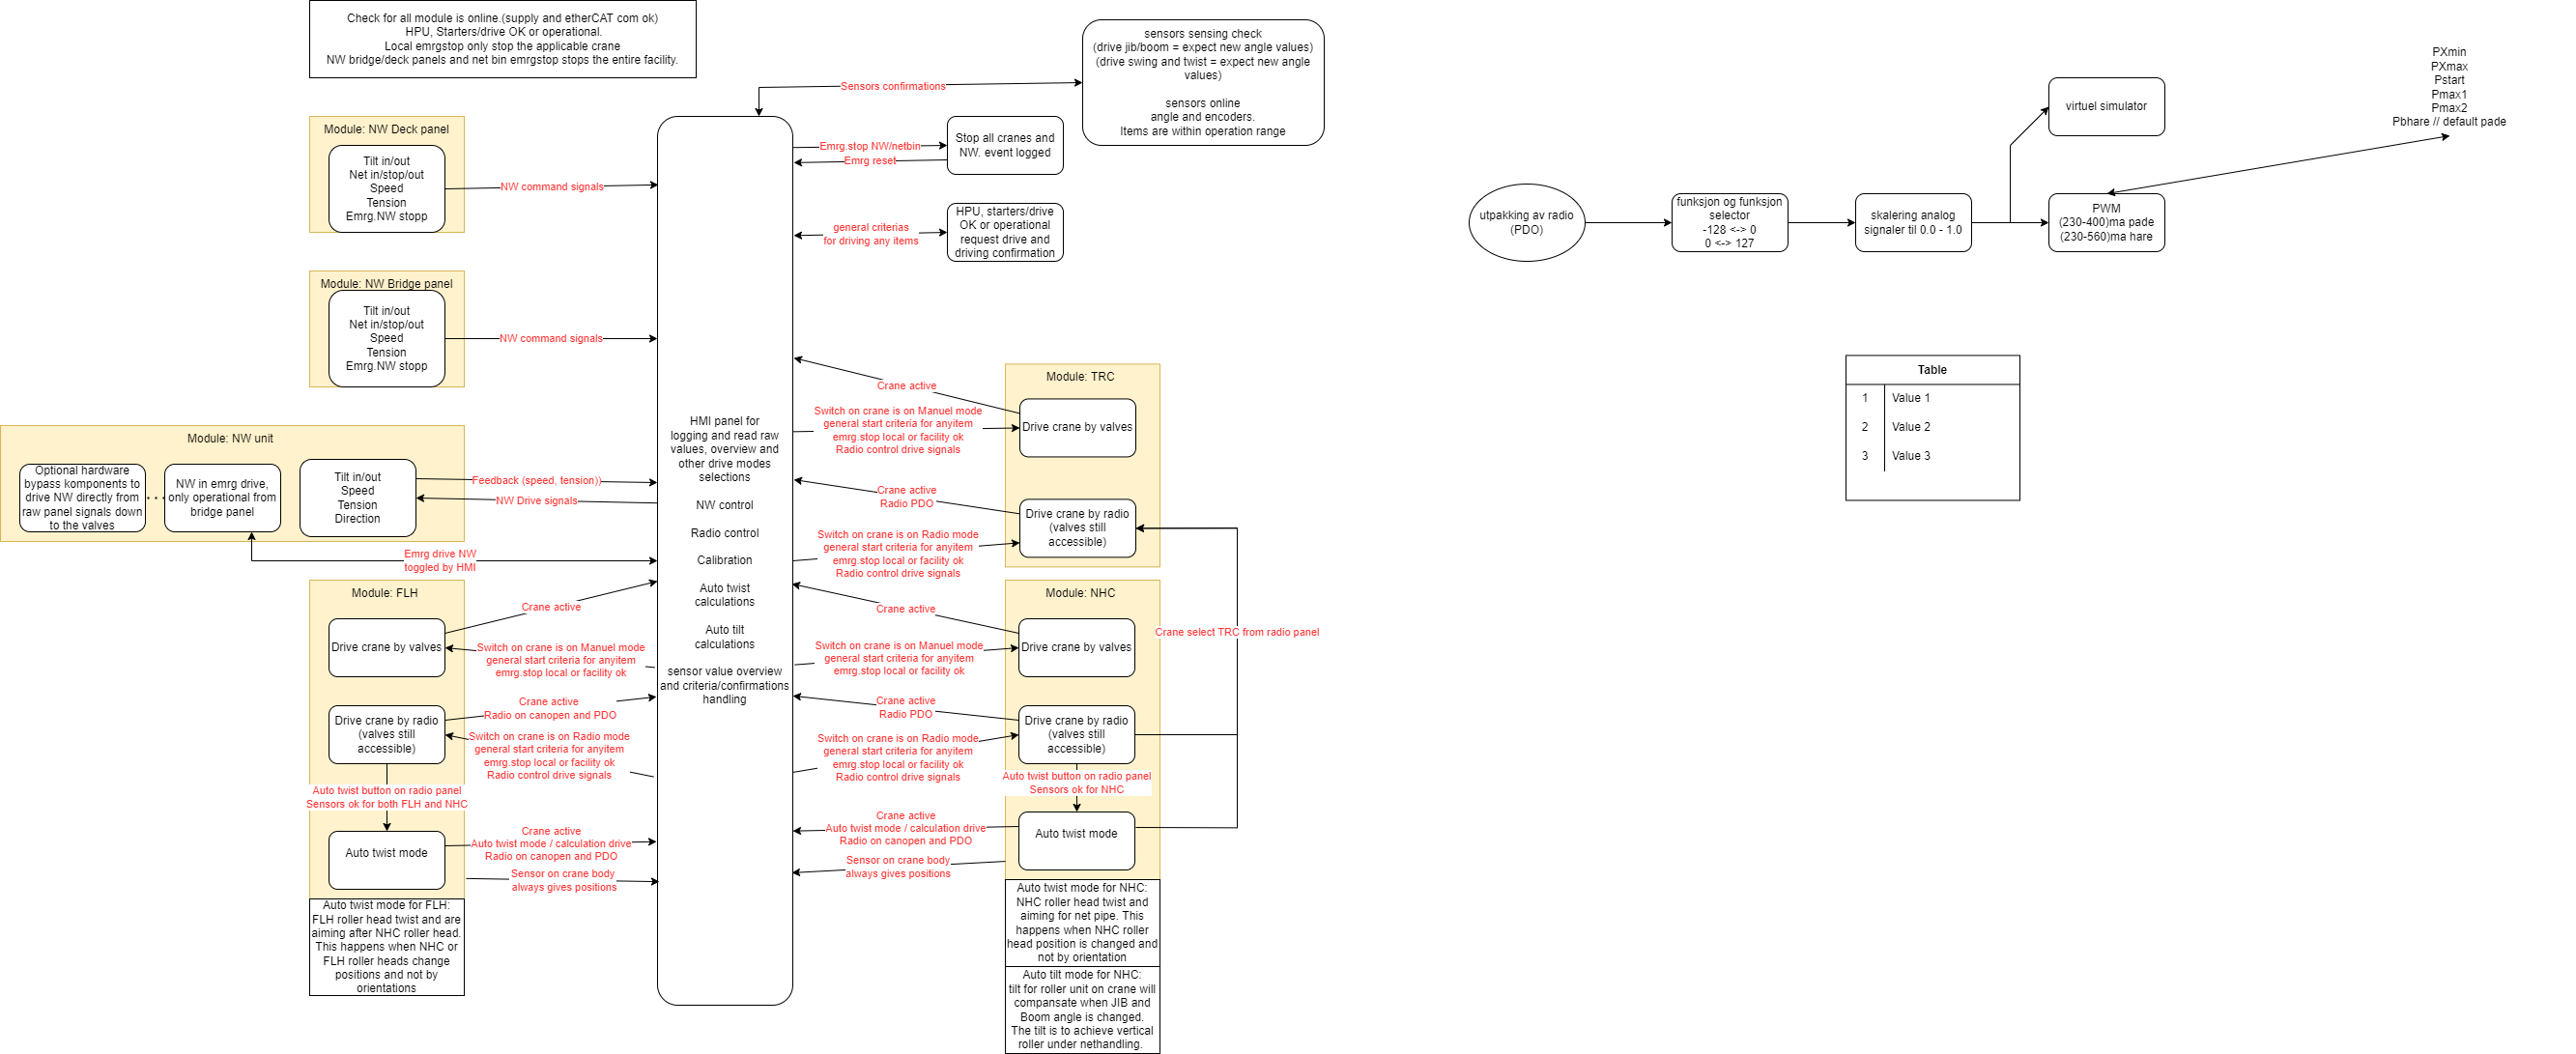 Check for all module is online.(supply and etherCAT com ok)
HPU, Starters/drive OK or operational.
Local emrgstop only stop the applicable crane
NW bridge/deck panels and net bin emrgstop stops the entire facility.
sensors sensing check
(drive jib/boom = expect new angle values)
(drive swing and twist = expect new angle
values)
sensors online
angle and encoders.
Items are within operation range
Sensors confirmations
Module: NW Deck panel
Tilt in/out
Net in/stop/out
Speed
Tension
Emrg.NW stopp
NW command signals
Emrg.stop NW/netbin
Emrg reset
Stop all cranes and
NW. event logged
general criterias
for driving any items
HPU, starters/drive
OK or operational
request drive and
driving confirmation
Module: NW Bridge panel
Tilt in/out
Net in/stop/out
Speed
Tension
Emrg.NW stopp
NW command signals
Module: NW unit
Optional hardware
bypass komponents to
drive NW directly from
raw panel signals down
to the valves
NW in emrg drive,
only operational from
bridge panel
Tilt in/out
Speed
Tension
Direction
Feedback (speed, tension))
NW Drive signals
Emrg drive NW
toggled by HMI
HMI panel for
logging and read raw
values, overview and
other drive modes
selections
NW control
Radio control
Calibration
Auto twist
calculations
Auto tilt
calculations
sensor value overview
and criteria/confirmations
handling
Module: TRC
Crane active
Drive crane by valves
Switch on crane is on Manuel mode
general start criteria for anyitem
emrg.stop local or facility ok
Radio control drive signals
Crane active
Radio PDO
Drive crane by radio
(valves still
accessible)
Switch on crane is on Radio mode
general start criteria for anyitem
emrg.stop local or facility ok
Radio control drive signals
Module: FLH
Crane active
Drive crane by valves
Switch on crane is on Manuel mode
general start criteria for anyitem
emrg.stop local or facility ok
Crane active
Radio on canopen and PDO
Drive crane by radio
(valves still
accessible)
Switch on crane is on Radio mode
general start criteria for anyitem
emrg.stop local or facility ok
Radio control drive signals
Auto twist button on radio panel
Sensors ok for both FLH and NHC
Auto twist mode
Crane active
Auto twist mode / calculation drive
Radio on canopen and PDO
Sensor on crane body
always gives positions
Auto twist mode for FLH:
FLH roller head twist and are
aiming after NHC roller head.
This happens when NHC or
FLH roller heads change
positions and not by
orientations
Module: NHC
Crane active
Drive crane by valves
Switch on crane is on Manuel mode
general start criteria for anyitem
emrg.stop local or facility ok
Crane select TRC from radio panel
Crane active
Radio PDO
Drive crane by radio
(valves still
accessible)
Switch on crane is on Radio mode
general start criteria for anyitem
emrg.stop local or facility ok
Radio control drive signals
Auto twist button on radio panel
Sensors ok for NHC
Auto twist mode
Crane active
Auto twist mode / calculation drive
Radio on canopen and PDO
Sensor on crane body
always gives positions
Auto twist mode for NHC:
NHC roller head twist and
aiming for net pipe. This
happens when NHC roller
head position is changed and
not by orientation
Auto tilt mode for NHC:
tilt for roller unit on crane will
compansate when JIB and
Boom angle is changed.
The tilt is to achieve vertical
roller under nethandling.
utpakking av radio
(PDO)
funksjon og funksjon
selector
-128 <-> 0
0 <-> 127
skalering analog
signaler til 0.0 - 1.0
virtuel simulator
PWM
(230-400)ma pade
(230-560)ma hare
PXmin
PXmax
Pstart
Pmax1
Pmax2
Pbhare // default pade
Table
1 Value 1
2 Value 2
3 Value 3